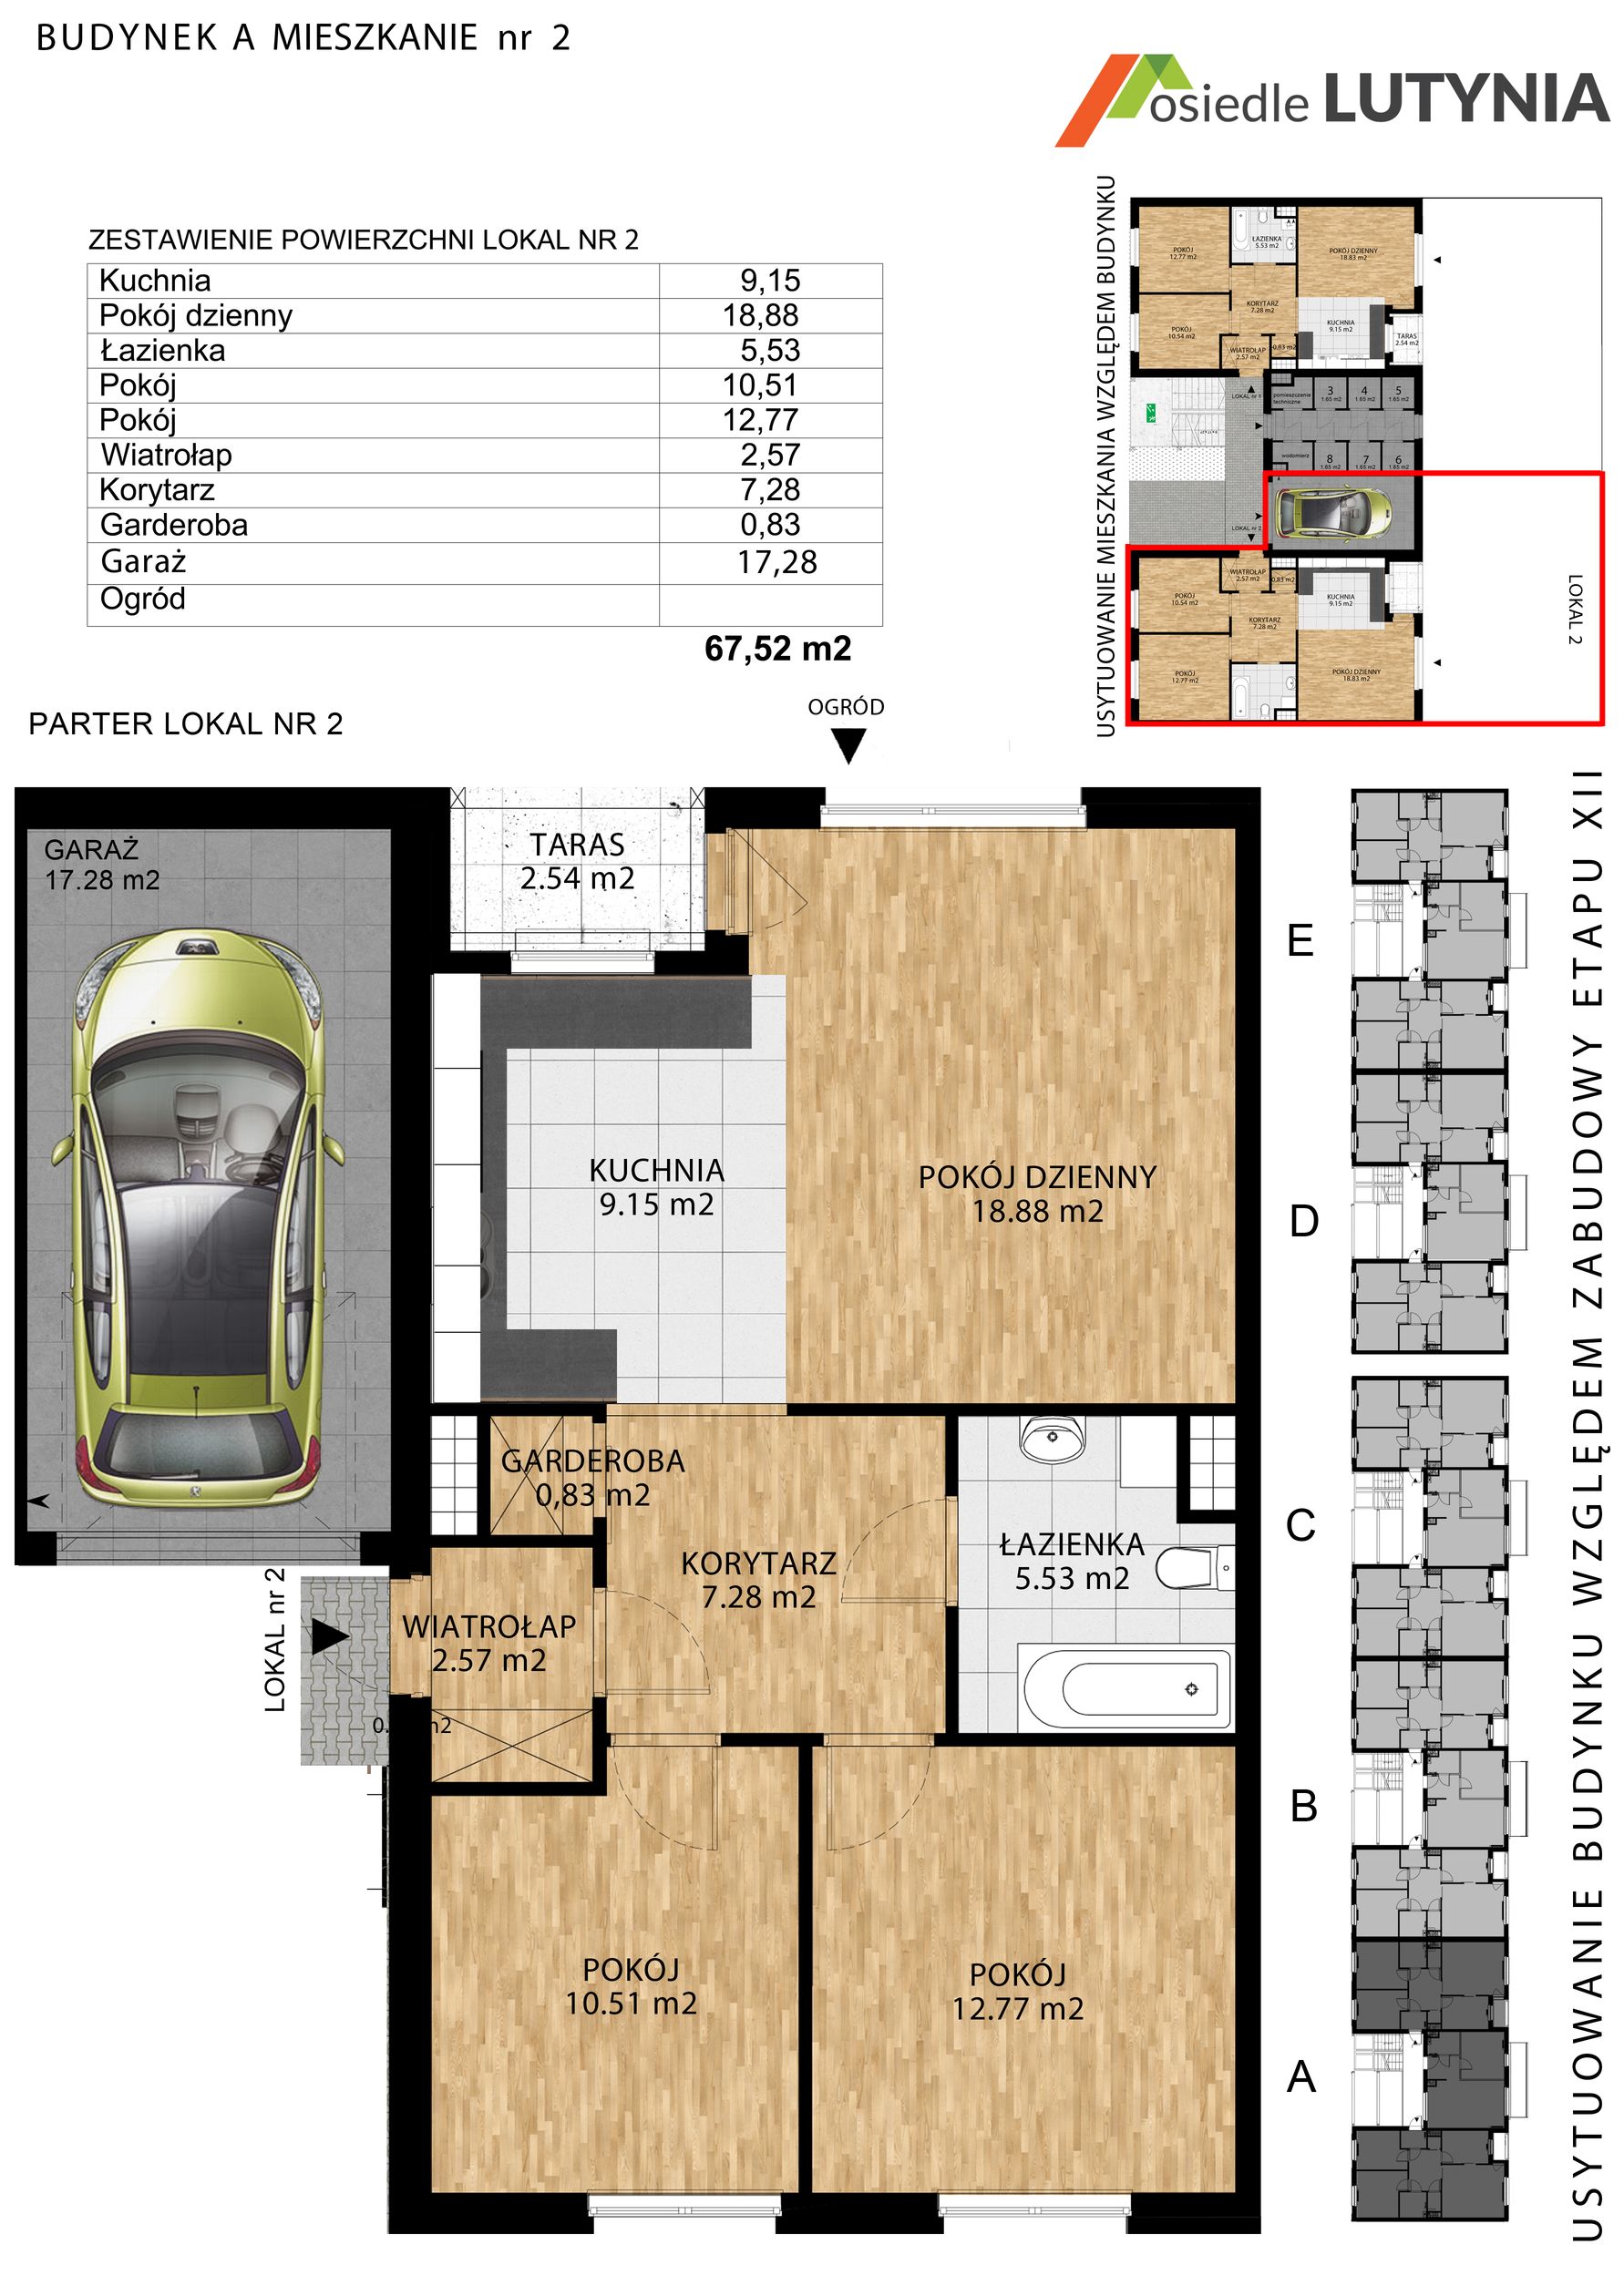 BUDYNEK A MIESZKANIE nr 2
osiedle LUTYNIA
ZESTAWIENIE POWIERZCHNI LOKAL NR 2
Kuchnia 9,15
Pokój dzienny 18,88
Łazienka 5,53
Pokój 10,51
Pokój 12,77
Wiatrołap 2,57
Korytarz 7,28
Garderoba 0,83
Garaż 17,28
Ogród
67,52 m2
USYTUOWANIE MIESZKANIA WZGLĘDEM BUDYNKU
POKÓJ
12.77 m2
ŁAZIENKA
5.53 m2
POKÓJ DZIENNY
18.83 m2
KORYTARZ
7.28 m2
POKÓJ
10.54 m2
KUCHNIA
9.15 m2
TARAS
2.54 m2
WIATROŁAP
2.57 m2
0,83 m2
LOKAL nr 1
pomieszczenie
techniczne
3
1.65 m2
4
1.65 m2
5
1.65 m2
wodomierz
8
1.65 m2
7
1.65 m2
6
1.65 m2
LOKAL nr 2
WIATROŁAP
2.57 m2
0,83 m2
POKÓJ
10.54 m2
KUCHNIA
9.15 m2
KORYTARZ
7.28 m2
POKÓJ
12.77 m2
POKÓJ DZIENNY
18.83 m2
LOKAL 2
PARTER LOKAL NR 2
OGRÓD
GARAŻ
17.28 m2
TARAS
2.54 m2
KUCHNIA
9.15 m2
POKÓJ DZIENNY
18.88 m2
GARDEROBA
0,83 m2
KORYTARZ
7.28 m2
ŁAZIENKA
5.53 m2
LOKAL nr 2
WIATROŁAP
2.57 m2
POKÓJ
10.51 m2
POKÓJ
12.77 m2
E
D
C
B
A
USYTUOWANIE BUDYNKU WZGLĘDEM ZABUDOWY ETAPU XII